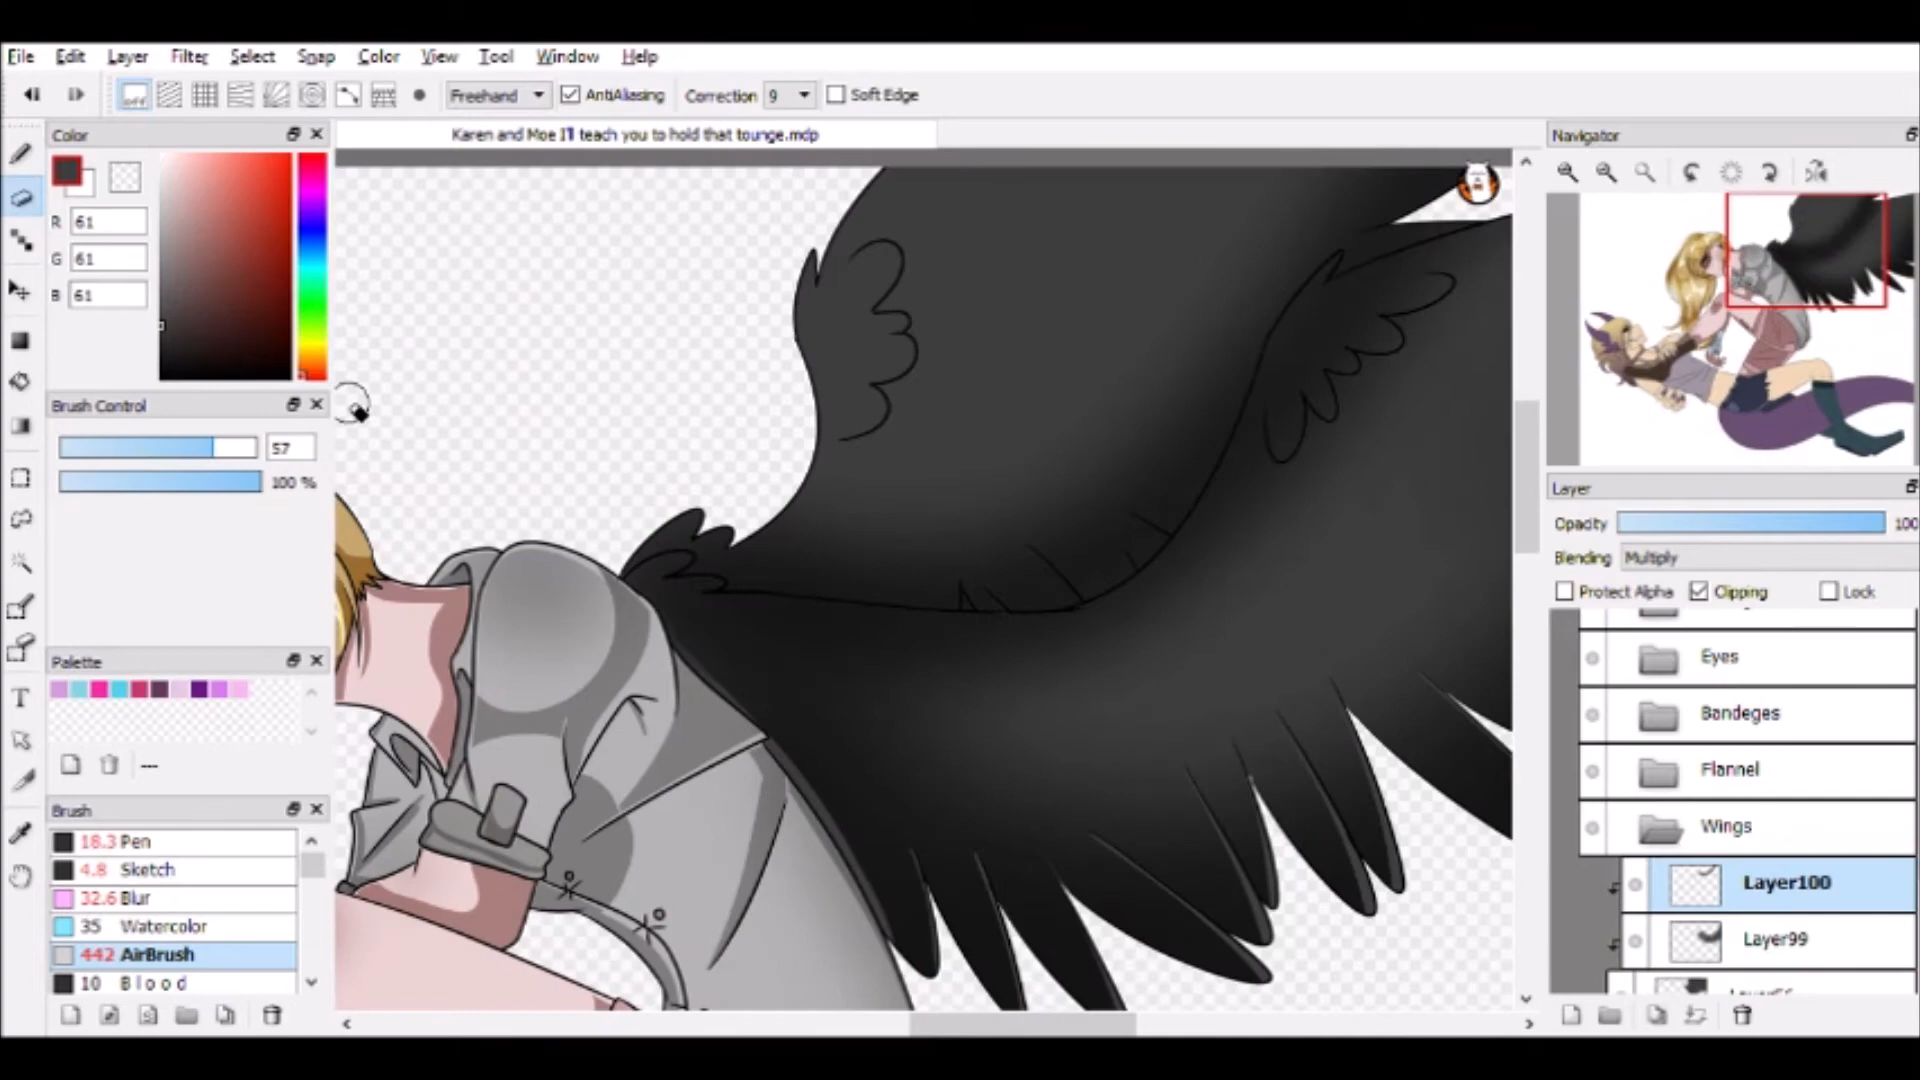 File Edit Layer Filter Select Snap Color View Tool Window Help
off Freehand AntiAliasing Correction 9 Soft Edge
Color
Karen and Moe I'll teach you to hold that tounge.mdp
Navigator
R 61
G 61
B 61
Brush Control
57
100 %
Layer
Opacity 100
Blending Multiply
Protect Alpha Clipping Lock
Eyes
Palette
Bandeges
Flannel
---
Brush
Wings
18.3 Pen
4.8 Sketch
Layer100
32.6 Blur
35 Watercolor
Layer99
442 AirBrush
10 B l o o d